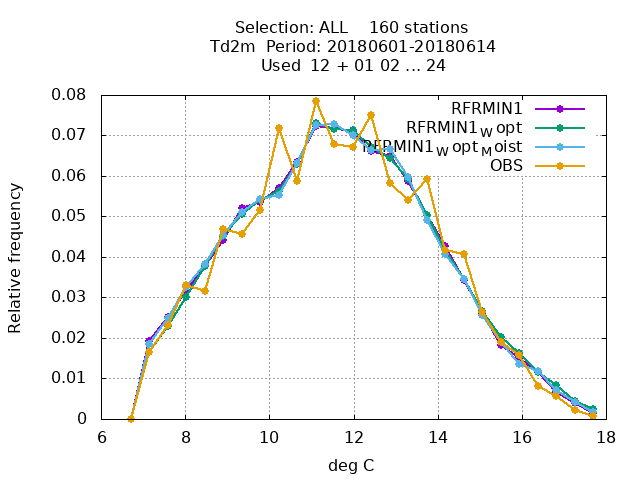 Selection: ALL    160 stations
Td2m  Period: 20180601-20180614
Used  12 + 01 02 ... 24
Relative frequency
0.08
0.07
0.06
0.05
0.04
0.03
0.02
0.01
0
RFRMIN1
RFRMIN1_Wopt
RFRMIN1_Wopt_Moist
OBS
6 8 10 12 14 16 18
deg C